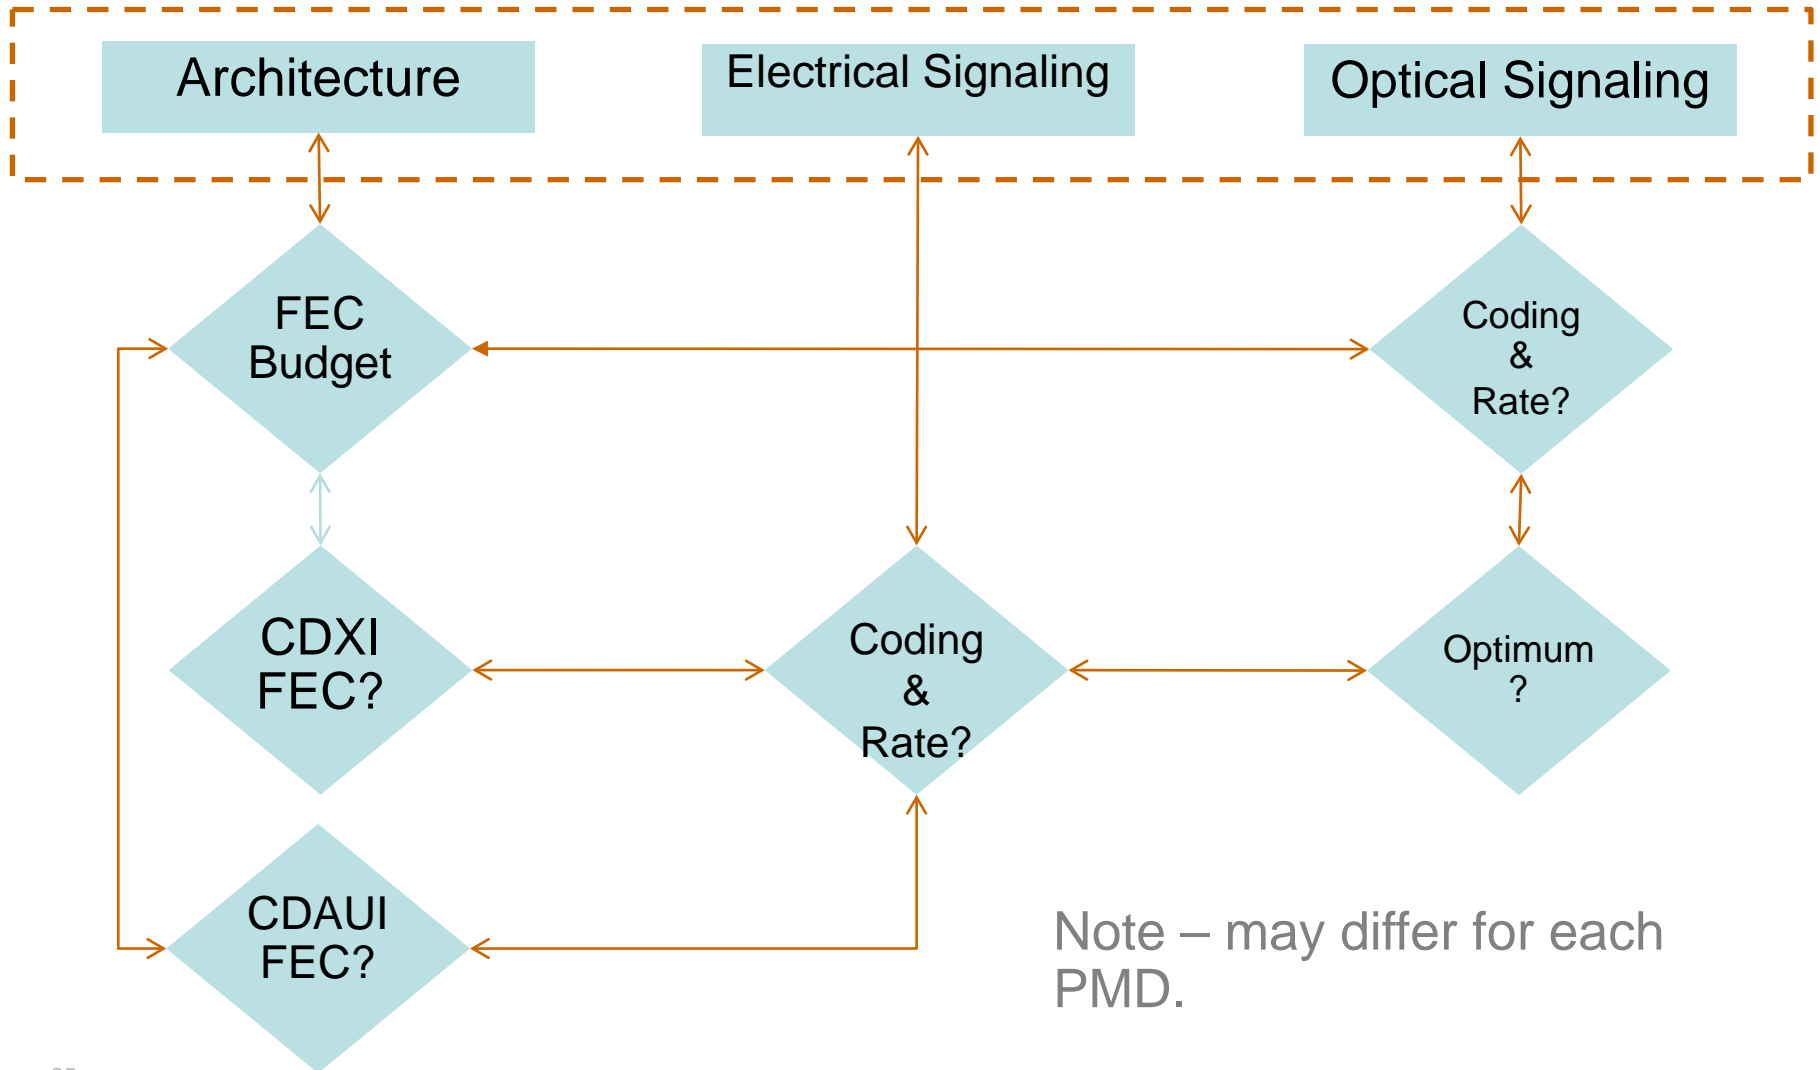 Architecture
Electrical Signaling
Optical Signaling
FEC
Budget
Coding
&
Rate?
CDXI
FEC?
Coding
&
Rate?
Optimum
?
CDAUI
FEC?
Note – may differ for each
PMD.